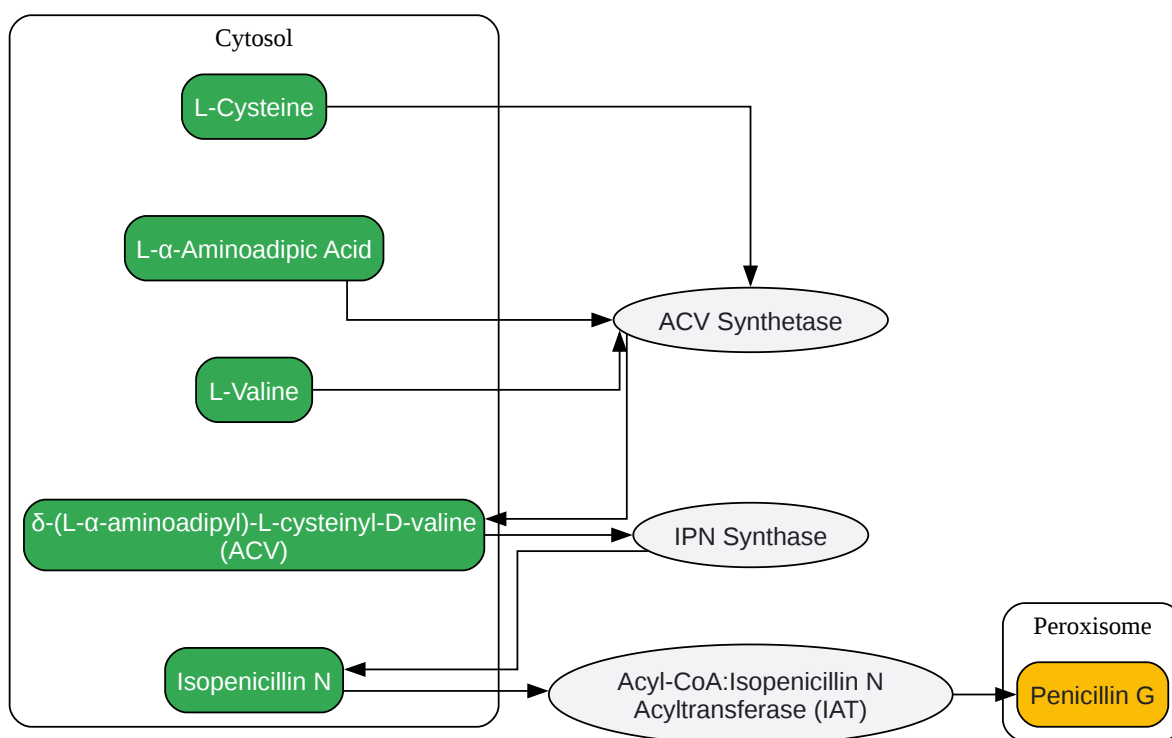 Cytosol
L-Cysteine
L-α-Aminoadipic Acid
ACV Synthetase
L-Valine
δ-(L-α-aminoadipyl)-L-cysteinyl-D-valine
(ACV)
IPN Synthase
Isopenicillin N
Acyl-CoA:Isopenicillin N
Acyltransferase (IAT)
Peroxisome
Penicillin G